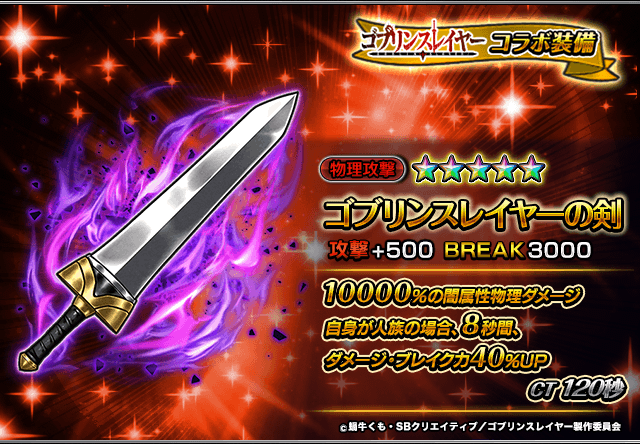 ゴブリンスレイヤー コラボ装備
物理攻撃
ゴブリンスレイヤーの剣
攻撃+500 BREAK3000
10000%の闇属性物理ダメージ
自身が人族の場合、8秒間、
ダメージ・ブレイク力40%UP
CT 120秒
©蝸牛くも・SBクリエイティブ/ゴブリンスレイヤー製作委員会